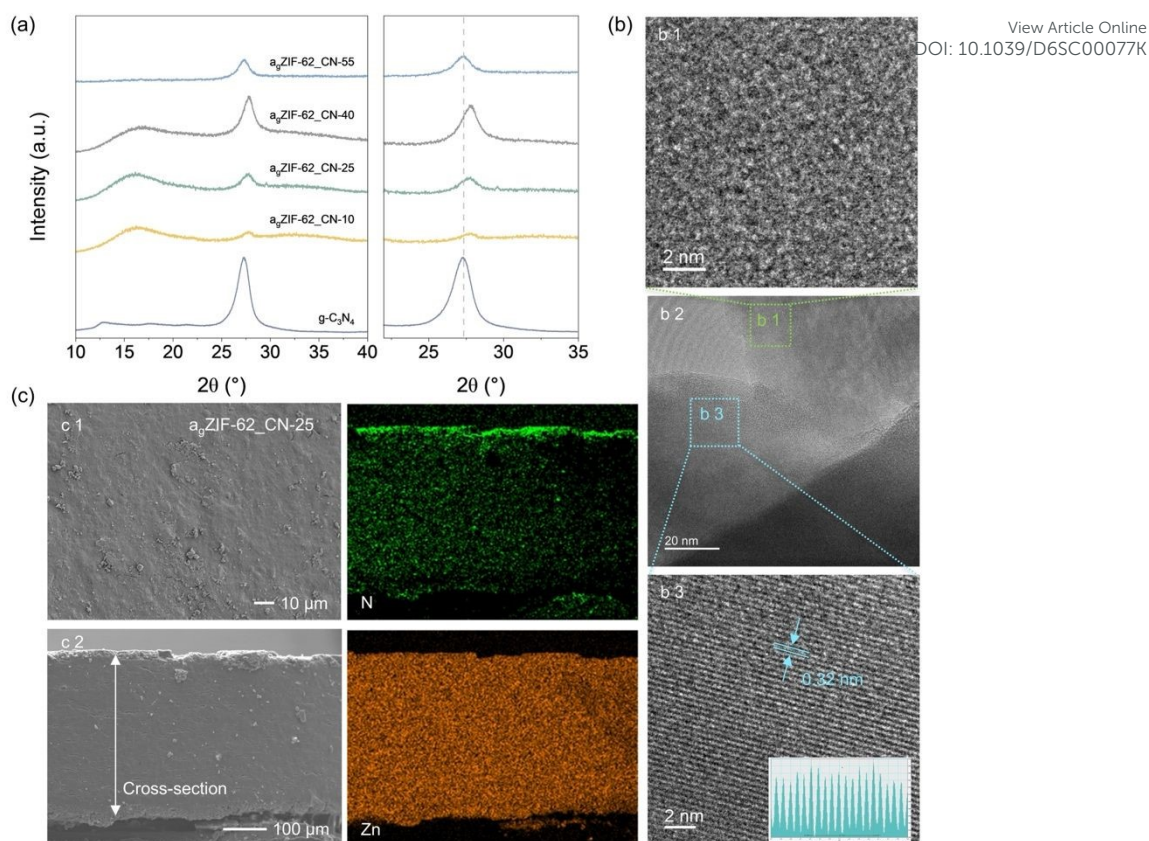 View Article Online
DOI: 10.1039/D6SC00077K
(a)
Intensity (a.u.)
agZIF-62_CN-55
agZIF-62_CN-40
agZIF-62_CN-25
agZIF-62_CN-10
g-C3N4
10 15 20 25 30 35 40
25 30 35
2θ (°)
2θ (°)
(b)
b 1
2 nm
b 2
b 1
b 3
20 nm
b 3
0.32 nm
2 nm
(c)
c 1
agZIF-62_CN-25
10 µm
N
c 2
Cross-section
100 µm
Zn